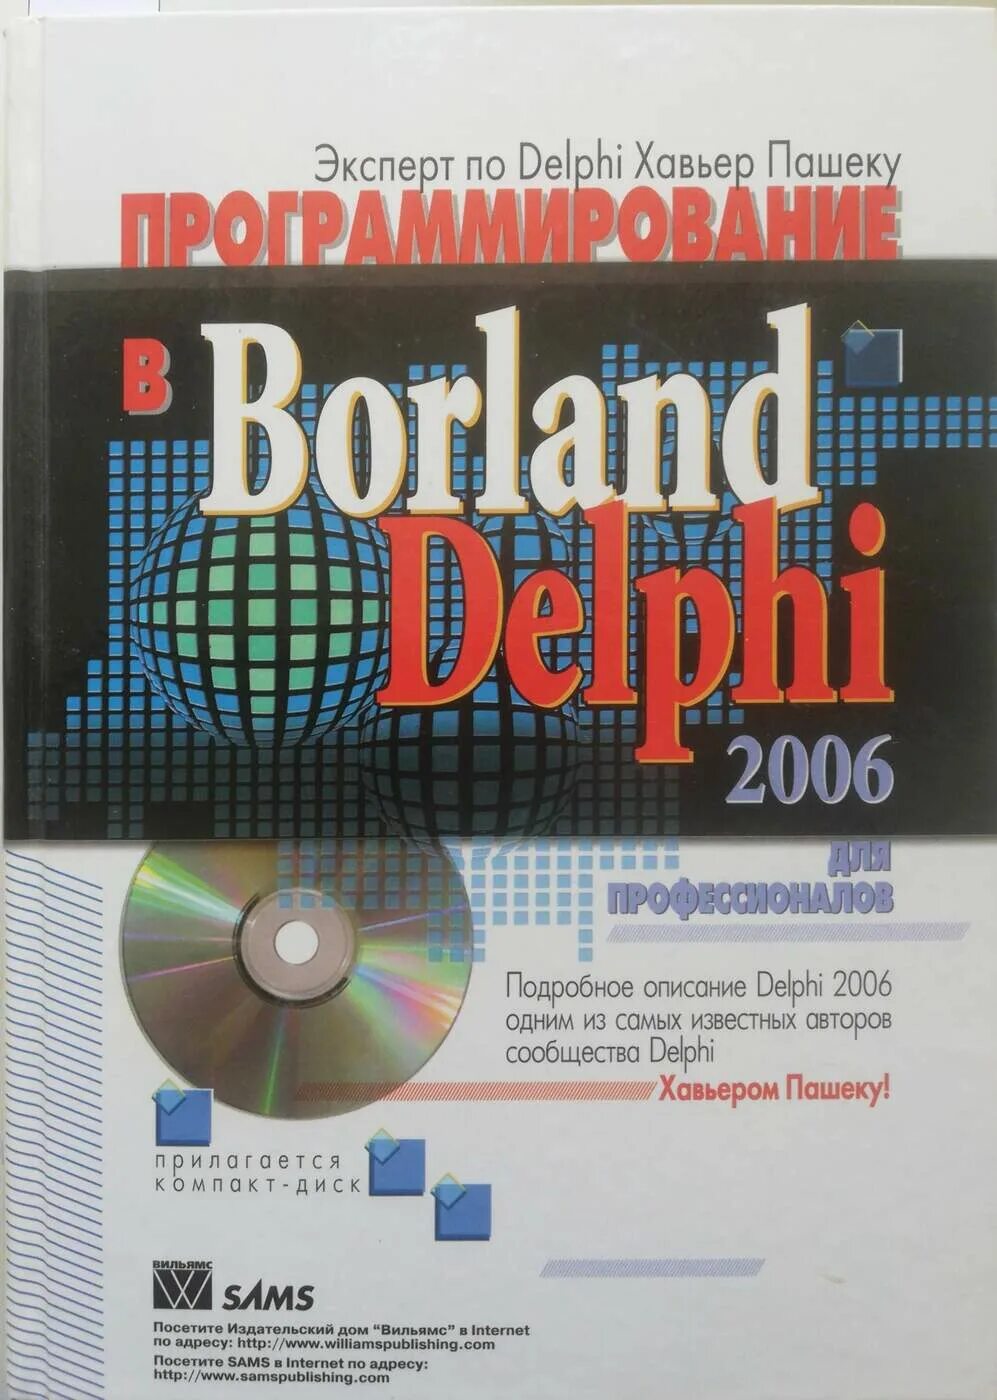 Эксперт по Delphi Хавьер Пашеку
ПРОГРАММИРОВАНИЕ
в Borland
Delphi
2006
ДЛЯ
ПРОФЕССИОНАЛОВ
Подробное описание Delphi 2006
одним из самых известных авторов
сообщества Delphi
Хавьером Пашеку!
прилагается
компакт-диск
ВИЛЬЯМС
W SAMS
Посетите Издательский дом "Вильямс" в Internet
по адресу: http://www.williamspublishing.com
Посетите SAMS в Internet по адресу:
http://www.samspublishing.com